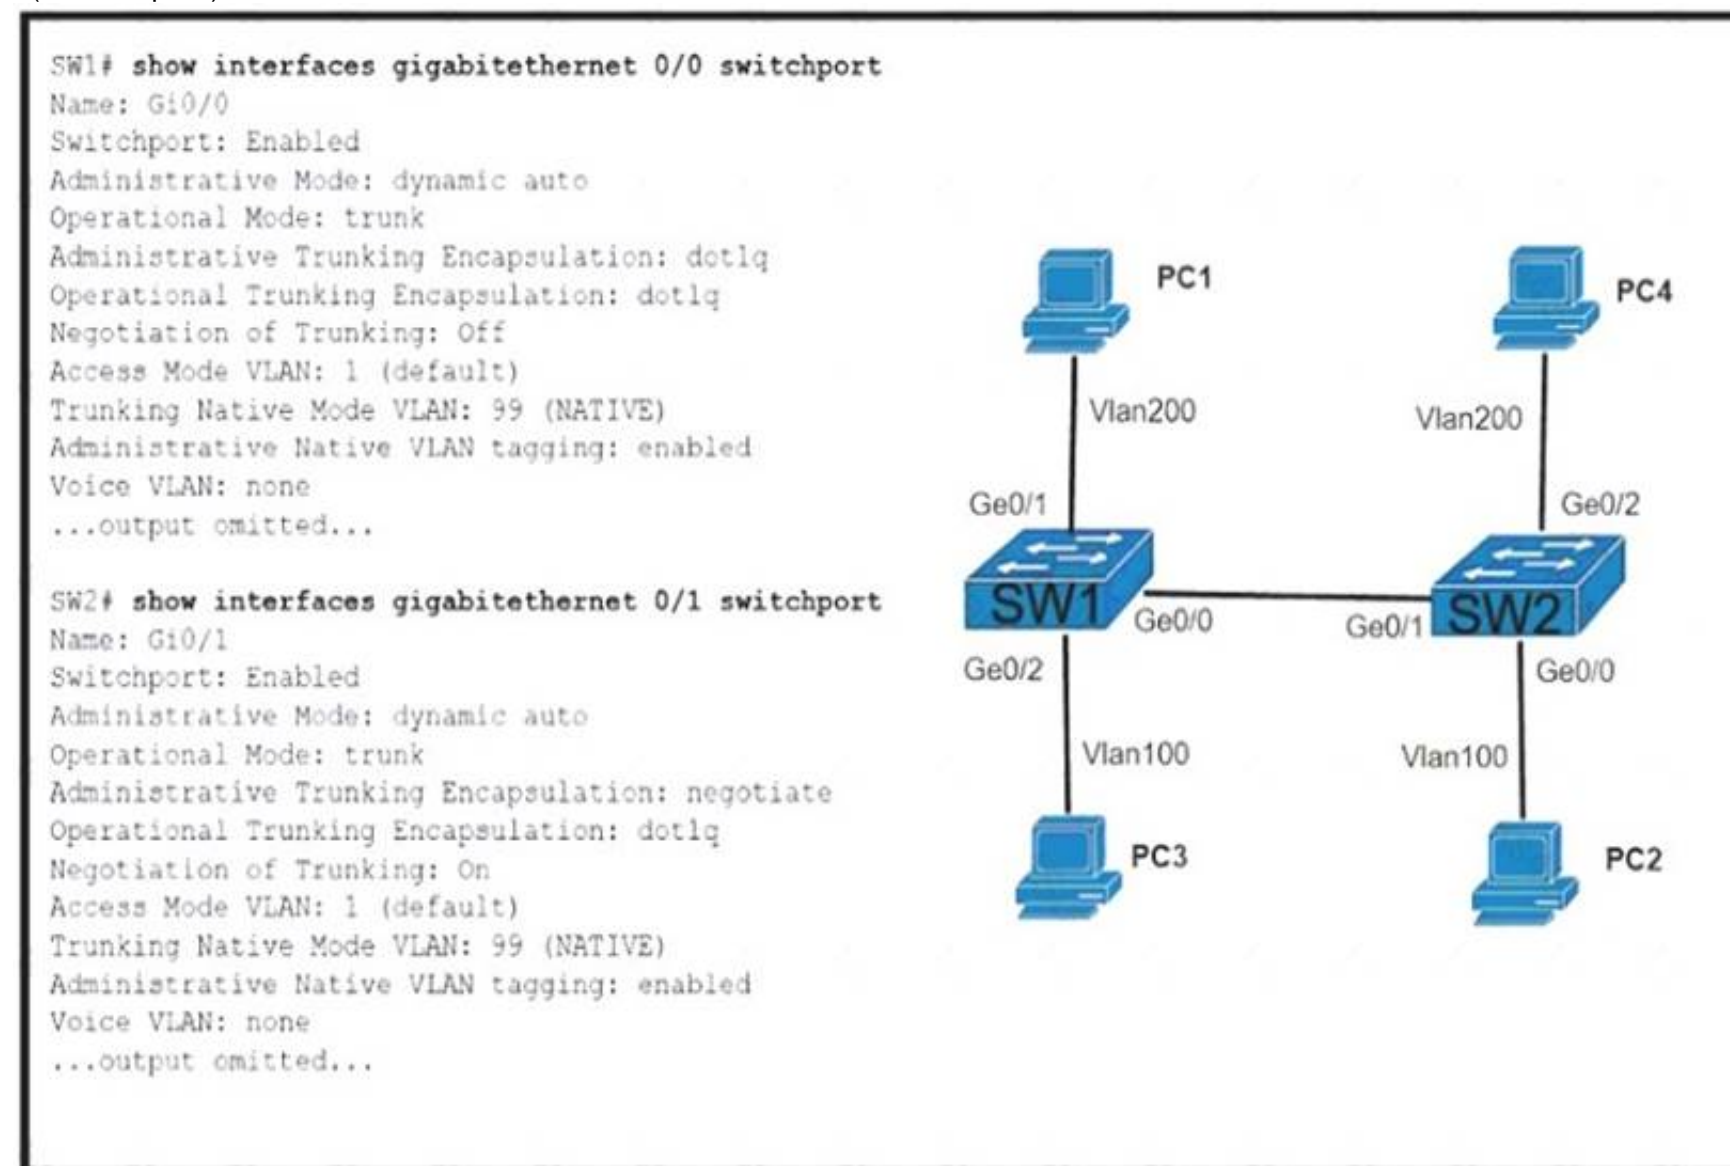 SW1# show interfaces gigabitethernet 0/0 switchport
Name: Gi0/0
Switchport: Enabled
Administrative Mode: dynamic auto
Operational Mode: trunk
Administrative Trunking Encapsulation: dot1q
Operational Trunking Encapsulation: dot1q
Negotiation of Trunking: Off
Access Mode VLAN: 1 (default)
Trunking Native Mode VLAN: 99 (NATIVE)
Administrative Native VLAN tagging: enabled
Voice VLAN: none
...output omitted...
SW2# show interfaces gigabitethernet 0/1 switchport
Name: Gi0/1
Switchport: Enabled
Administrative Mode: dynamic auto
Operational Mode: trunk
Administrative Trunking Encapsulation: negotiate
Operational Trunking Encapsulation: dot1q
Negotiation of Trunking: On
Access Mode VLAN: 1 (default)
Trunking Native Mode VLAN: 99 (NATIVE)
Administrative Native VLAN tagging: enabled
Voice VLAN: none
...output omitted...
PC1
PC4
Vlan200
Vlan200
Ge0/1
Ge0/2
SW1
SW2
Ge0/0
Ge0/1
Ge0/2
Ge0/0
Vlan100
Vlan100
PC3
PC2